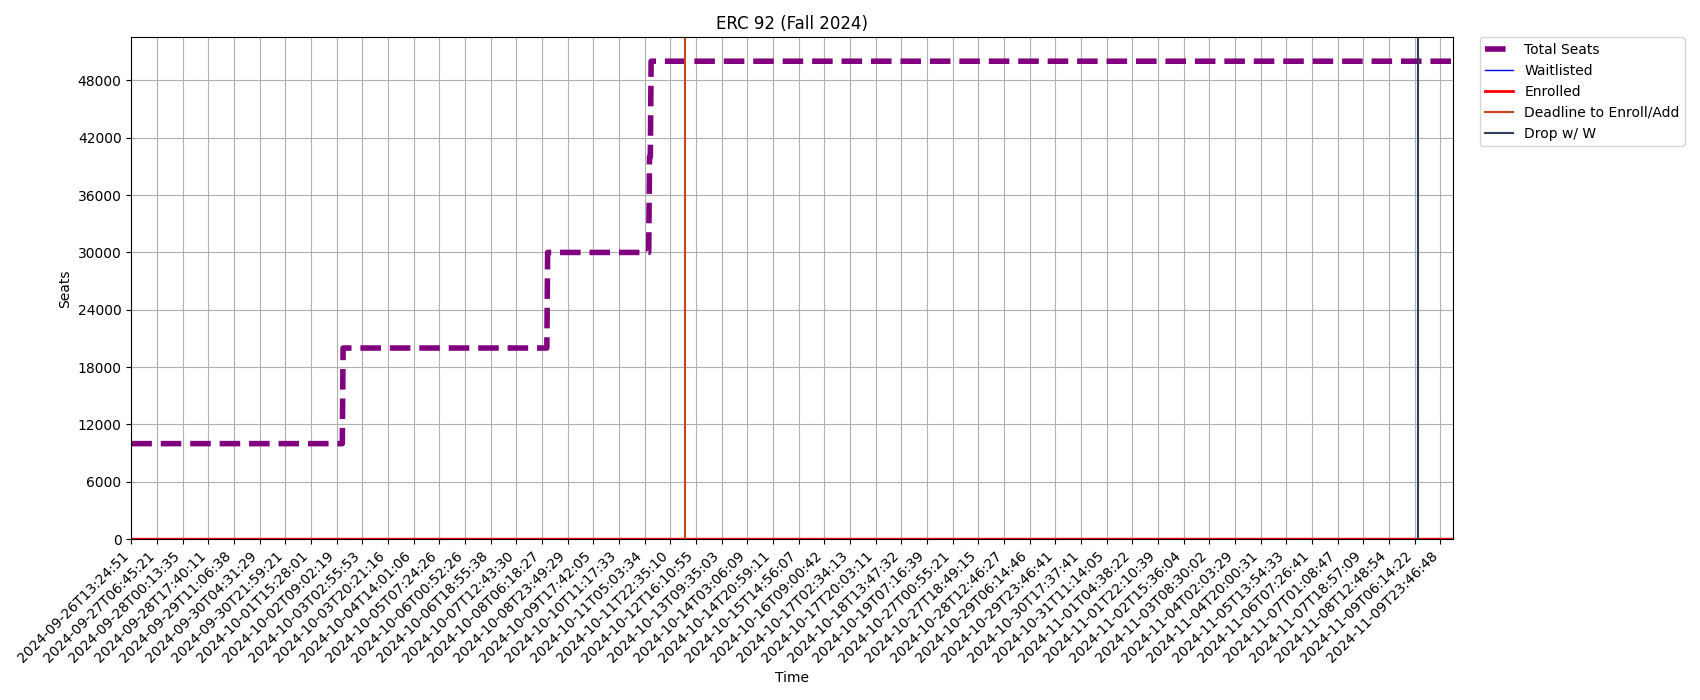 ERC 92 (Fall 2024)
Total Seats
Waitlisted
Enrolled
Deadline to Enroll/Add
Drop w/ W
Seats
48000
42000
36000
30000
24000
18000
12000
6000
0
2024-09-26T13:24:51
2024-09-27T06:45:21
2024-09-28T00:13:35
2024-09-28T17:40:11
2024-09-29T11:06:38
2024-09-30T04:31:29
2024-09-30T21:59:21
2024-10-01T15:28:01
2024-10-02T09:02:19
2024-10-03T02:55:53
2024-10-03T20:21:16
2024-10-04T14:01:06
2024-10-05T07:24:26
2024-10-06T00:52:26
2024-10-06T18:55:38
2024-10-07T12:43:30
2024-10-08T06:18:27
2024-10-08T23:49:29
2024-10-09T17:42:05
2024-10-10T11:17:33
2024-10-11T05:03:34
2024-10-11T22:35:10
2024-10-12T16:10:55
2024-10-13T09:35:03
2024-10-14T03:06:09
2024-10-14T20:59:11
2024-10-15T14:56:07
2024-10-16T09:00:42
2024-10-17T02:34:13
2024-10-17T20:03:11
2024-10-18T13:47:32
2024-10-19T07:16:39
2024-10-27T00:55:21
2024-10-27T18:49:15
2024-10-28T12:46:27
2024-10-29T06:14:46
2024-10-29T23:46:41
2024-10-30T17:37:41
2024-10-31T11:14:05
2024-11-01T04:38:22
2024-11-01T22:10:39
2024-11-02T15:36:04
2024-11-03T08:30:02
2024-11-04T02:03:29
2024-11-04T20:00:31
2024-11-05T13:54:33
2024-11-06T07:26:41
2024-11-07T01:08:47
2024-11-07T18:57:09
2024-11-08T12:48:54
2024-11-09T06:14:22
2024-11-09T23:46:48
Time